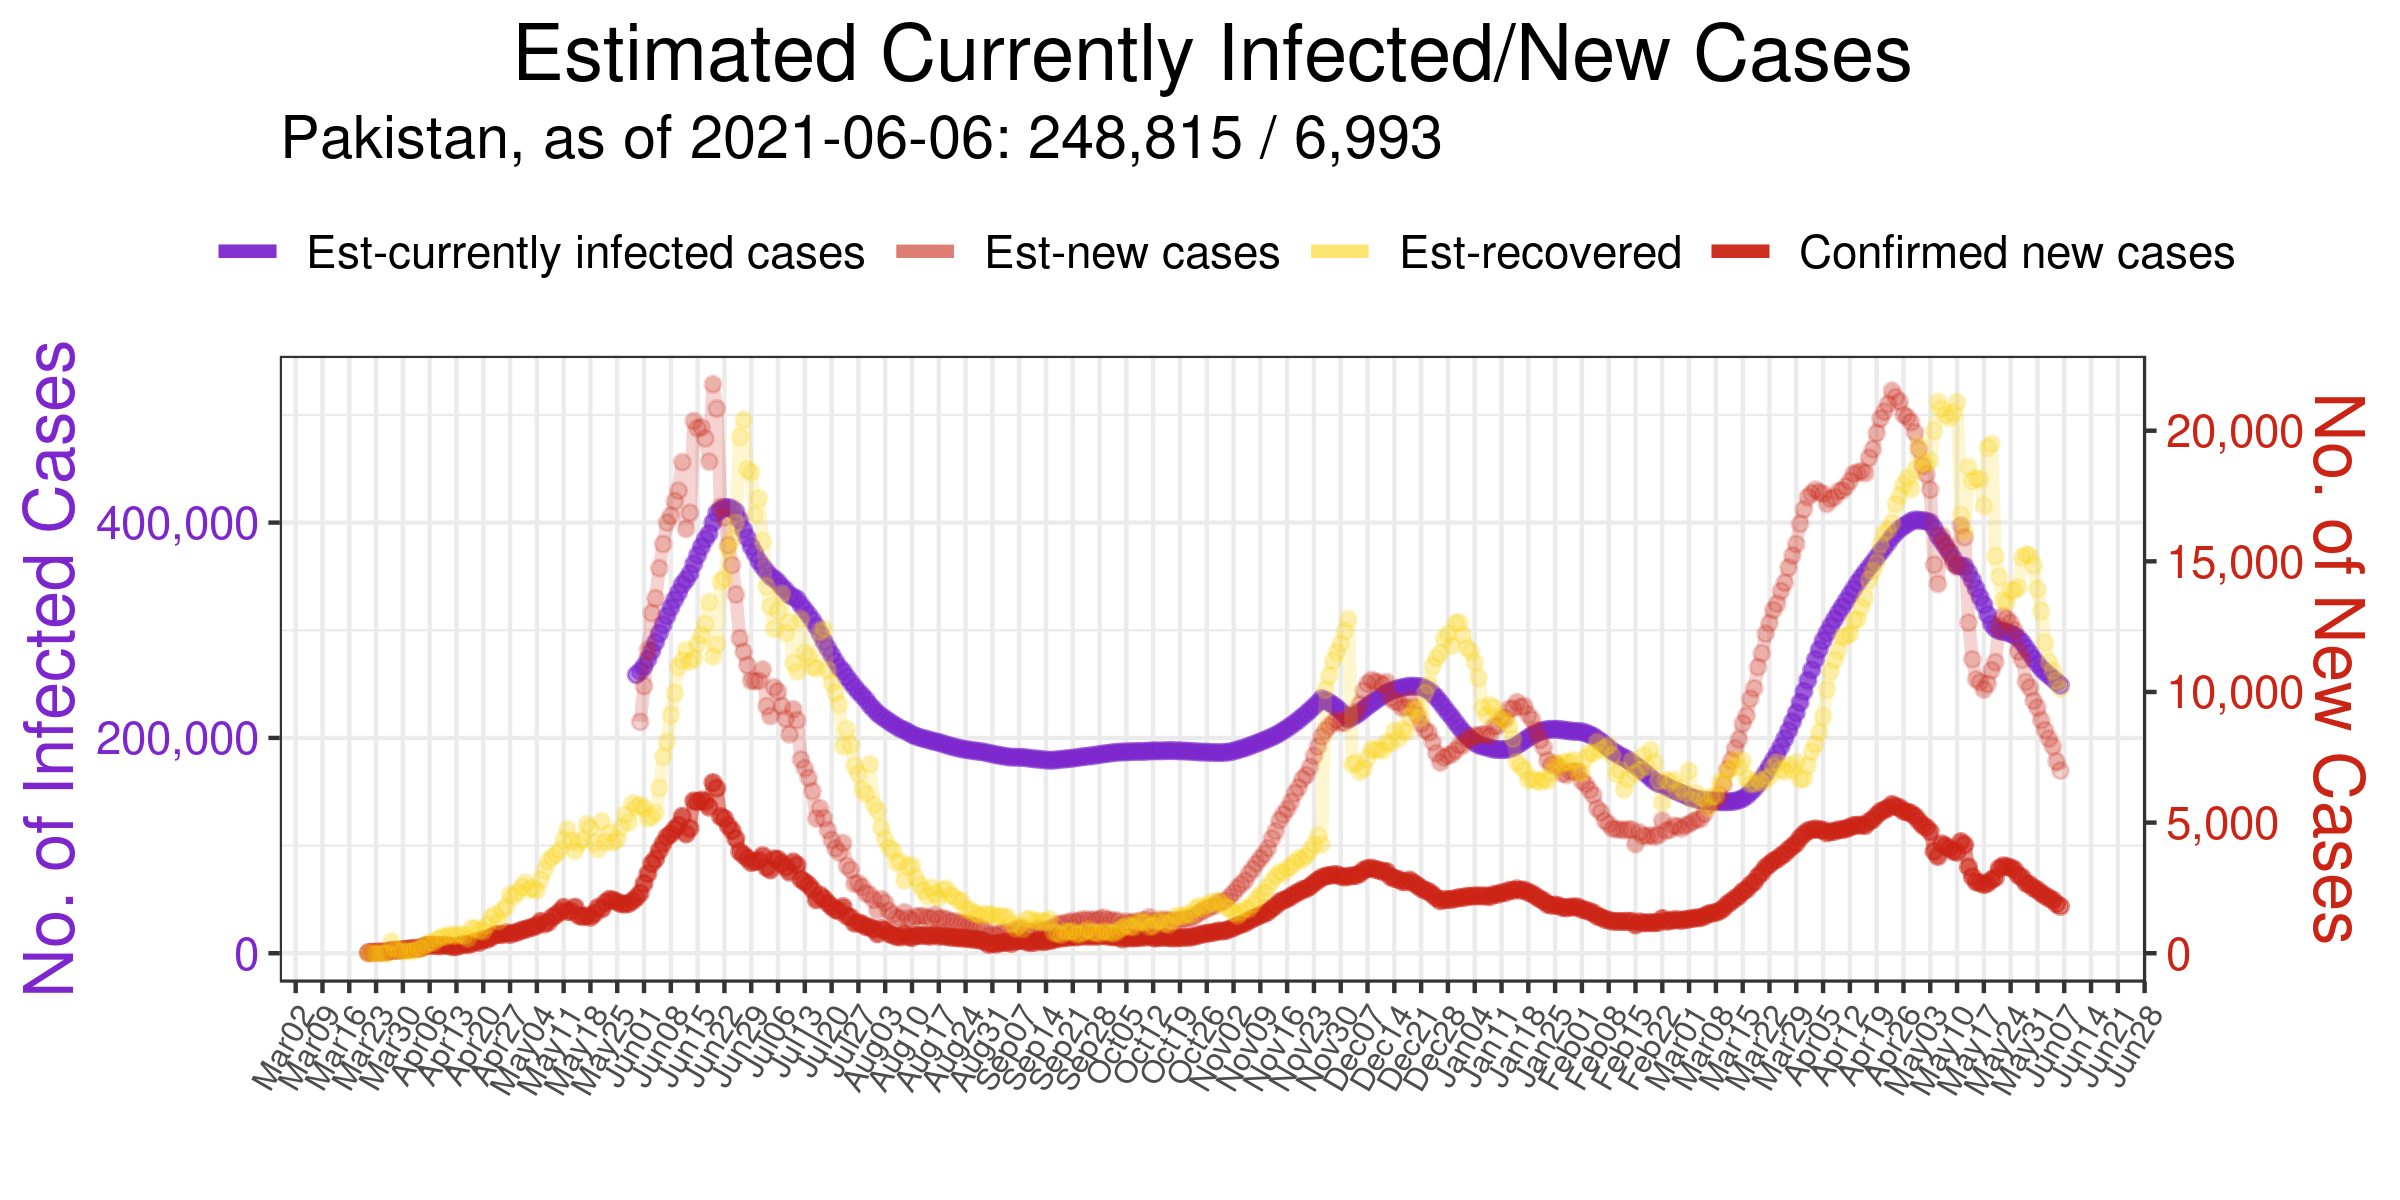 Estimated Currently Infected/New Cases
Pakistan, as of 2021-06-06: 248,815 / 6,993
Est-currently infected cases Est-new cases Est-recovered Confirmed new cases
No. of Infected Cases
400,000
200,000
0
20,000
15,000
10,000
5,000
0
No. of New Cases
Mar02 Mar09 Mar16 Mar23 Mar30 Apr06 Apr13 Apr20 Apr27 May04 May11 May18 May25 Jun01 Jun08 Jun15 Jun22 Jun29 Jul06 Jul13 Jul20 Jul27 Aug03 Aug10 Aug17 Aug24 Aug31 Sep07 Sep14 Sep21 Sep28 Oct05 Oct12 Oct19 Oct26 Nov02 Nov09 Nov16 Nov23 Nov30 Dec07 Dec14 Dec21 Dec28 Jan04 Jan11 Jan18 Jan25 Feb01 Feb08 Feb15 Feb22 Mar01 Mar08 Mar15 Mar22 Mar29 Apr05 Apr12 Apr19 Apr26 May03 May10 May17 May24 May31 Jun07 Jun14 Jun21 Jun28